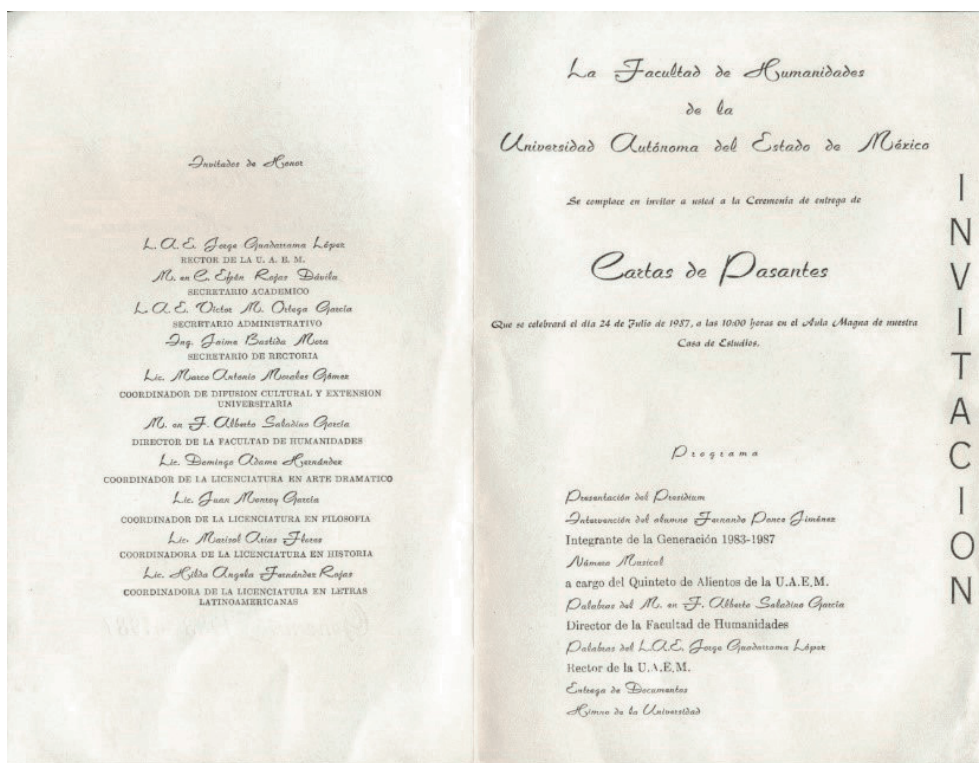 Invitados de Honor
L. A. E. Jorge Guadarrama López
RECTOR DE LA U. A. E. M.
M. en C. Efrén Rojas Dávila
SECRETARIO ACADEMICO
L. A. E. Víctor M. Ortega García
SECRETARIO ADMINISTRATIVO
Ing. Jaime Bastida Mera
SECRETARIO DE RECTORIA
Lic. Marco Antonio Morales Gómez
COORDINADOR DE DIFUSION CULTURAL Y EXTENSION
UNIVERSITARIA
M. en F. Alberto Saladino García
DIRECTOR DE LA FACULTAD DE HUMANIDADES
Lic. Domingo Adame Hernández
COORDINADOR DE LA LICENCIATURA EN ARTE DRAMATICO
Lic. Juan Monroy García
COORDINADOR DE LA LICENCIATURA EN FILOSOFIA
Lic. Marisol Arias Flores
COORDINADORA DE LA LICENCIATURA EN HISTORIA
Lic. Hilda Angela Fernández Rojas
COORDINADORA DE LA LICENCIATURA EN LETRAS
LATINOAMERICANAS
La Facultad de Humanidades
de la
Universidad Autónoma del Estado de México
Se complace en invitar a usted a la Ceremonia de entrega de
Cartas de Pasantes
Que se celebrará el día 24 de Julio de 1987, a las 10:00 horas en el Aula Magna de nuestra
Casa de Estudios.
Programa
Presentación del Presidium
Intervención del alumno Fernando Ponce Jiménez
Integrante de la Generación 1983-1987
Número Musical
a cargo del Quinteto de Alientos de la U.A.E.M.
Palabras del M. en F. Alberto Saladino García
Director de la Facultad de Humanidades
Palabras del L.A.E. Jorge Guadarrama López
Rector de la U.A.E.M.
Entrega de Documentos
Himno de la Universidad
INVITACION